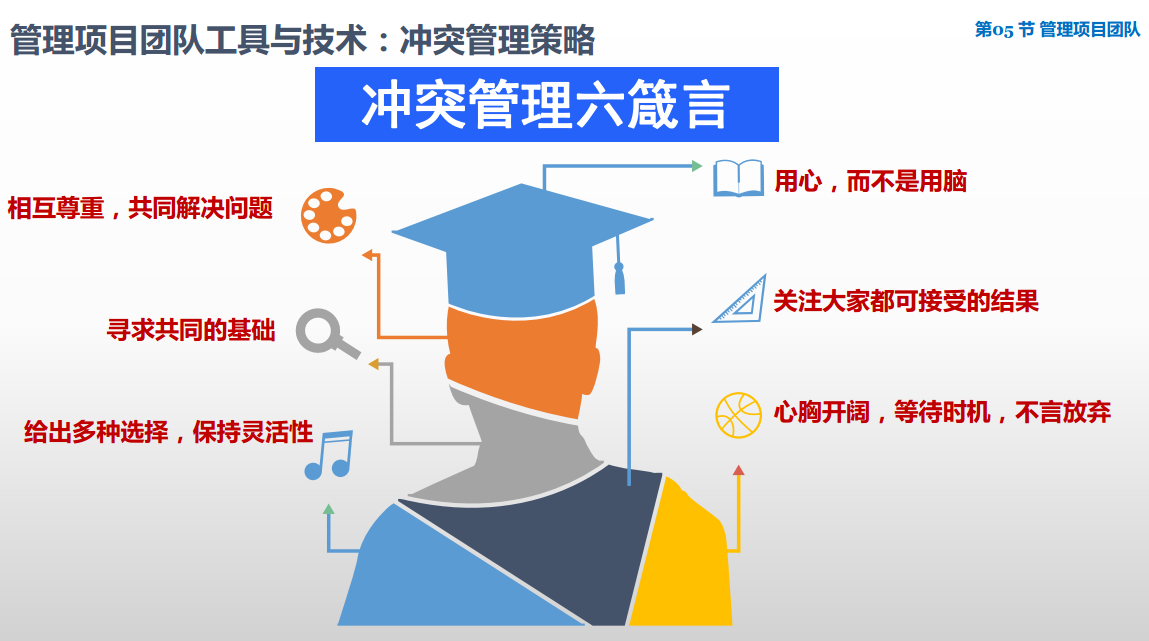 管理项目团队工具与技术：冲突管理策略
第05节 管理项目团队
冲突管理六箴言
相互尊重，共同解决问题
用心，而不是用脑
寻求共同的基础
关注大家都可接受的结果
给出多种选择，保持灵活性
心胸开阔，等待时机，不言放弃